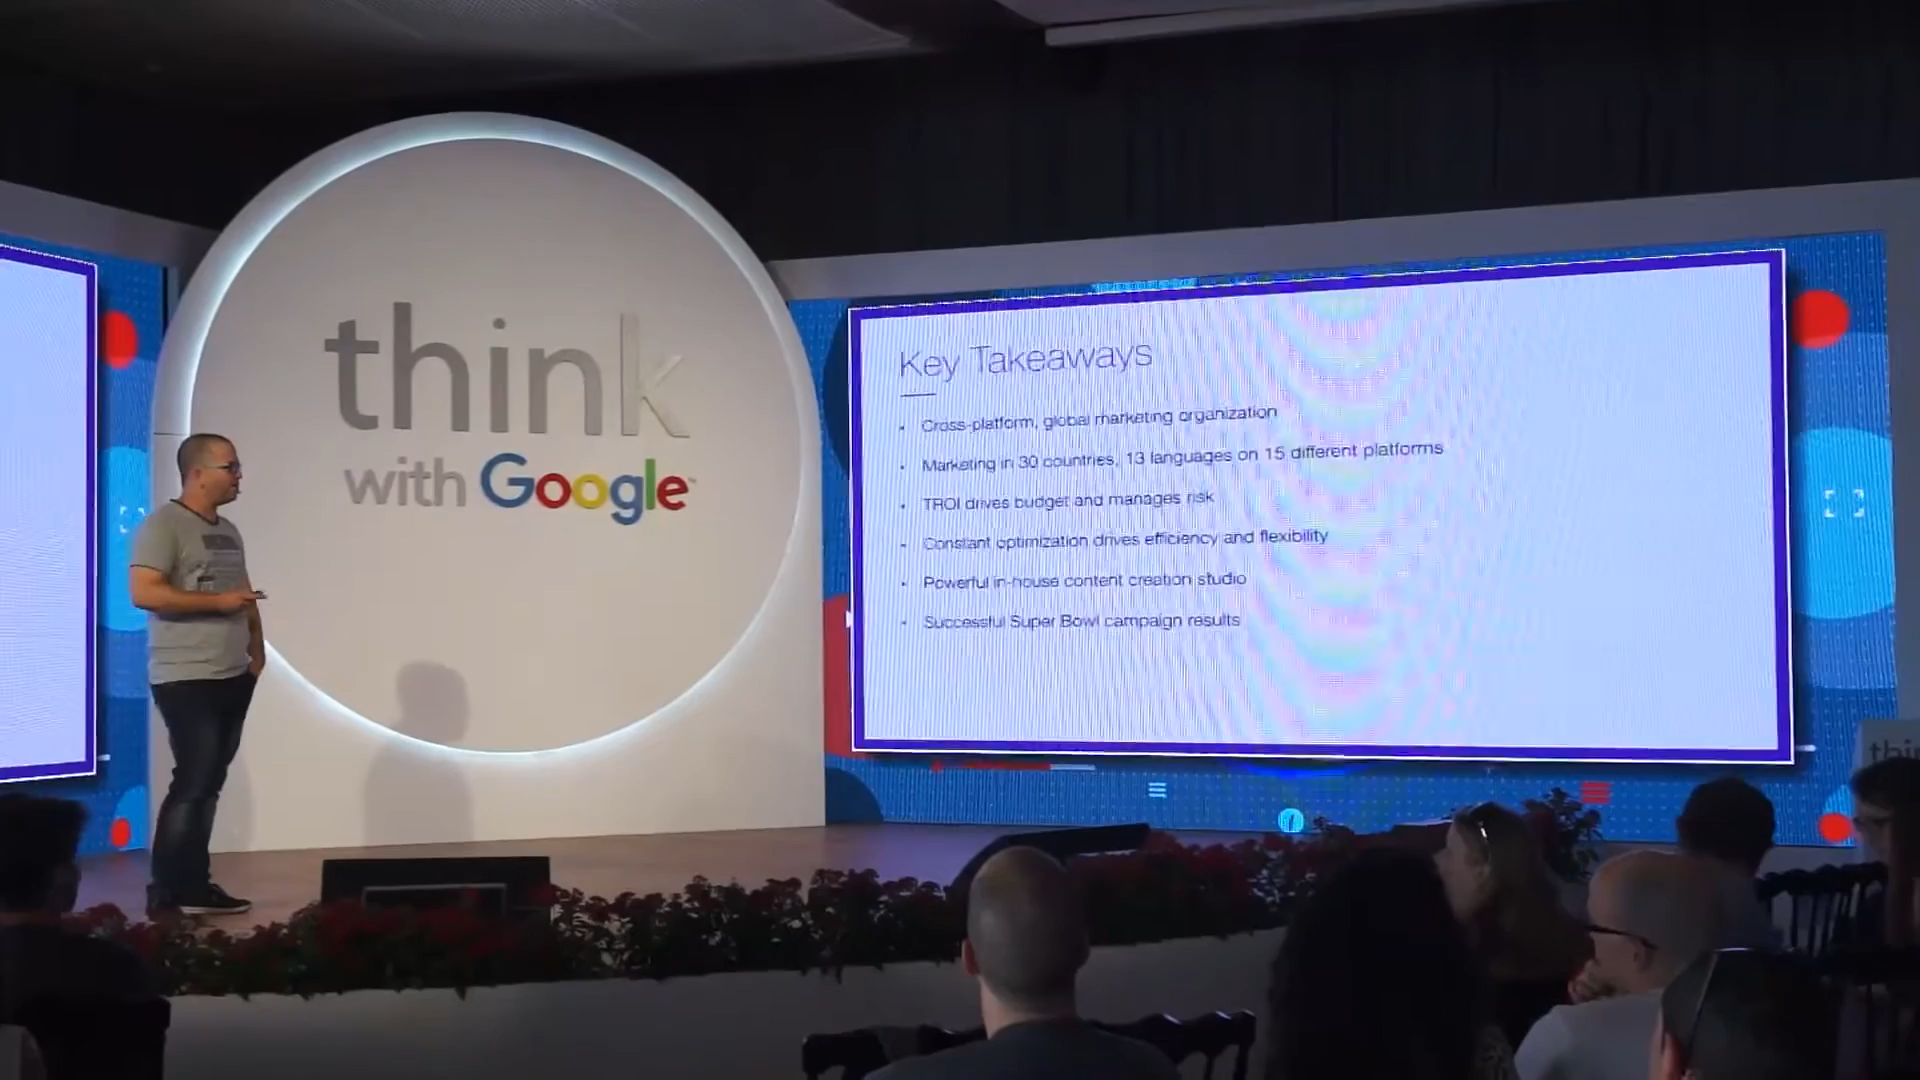 think
with Google
Key Takeaways
Cross-platform, global marketing organization
Marketing in 30 countries, 13 languages on 15 different platforms
TROI drives budget and manages risk
Constant optimization drives efficiency and flexibility
Powerful in-house content creation studio
Successful Super Bowl campaign results